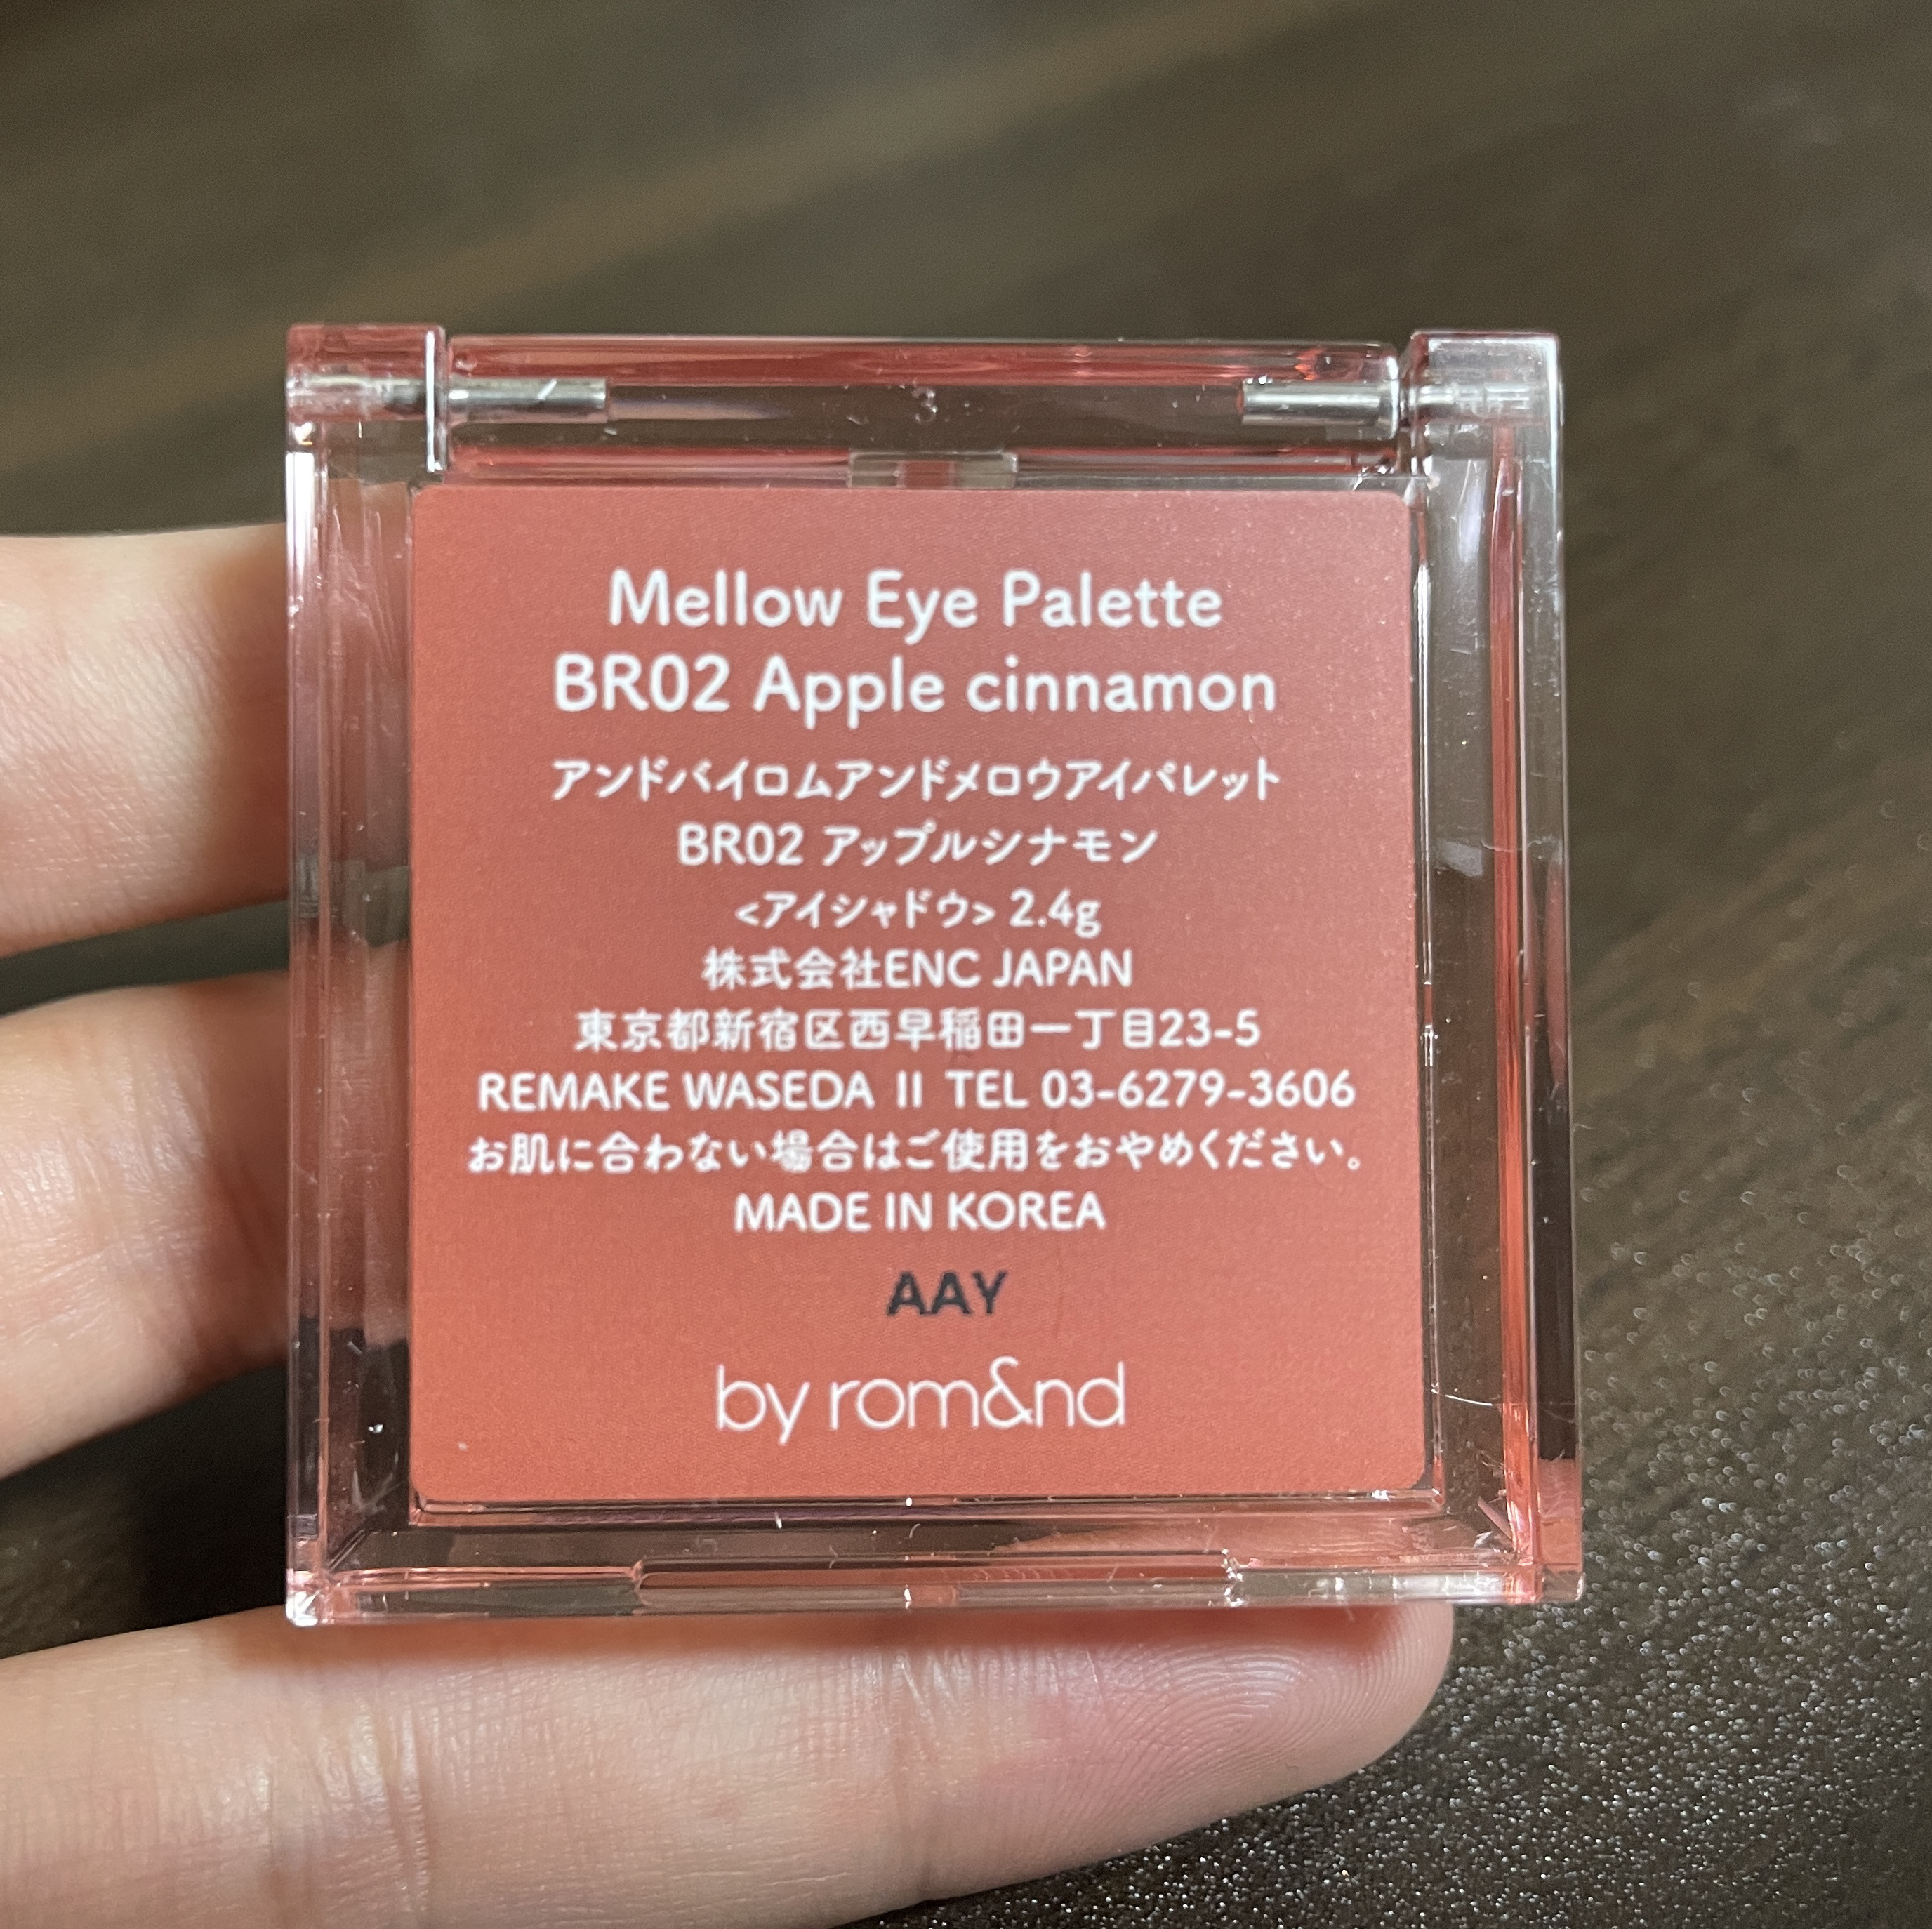 3
Mellow Eye Palette
BR02 Apple cinnamon
アンドバイロムアンドメロウアイパレット
BR02 アップルシナモン
<アイシャドウ> 2.4g
株式会社ENC JAPAN
東京都新宿区西早稲田一丁目23-5
REMAKE WASEDA II TEL 03-6279-3606
お肌に合わない場合はご使用をおやめください。
MADE IN KOREA
AAY
by rom&nd